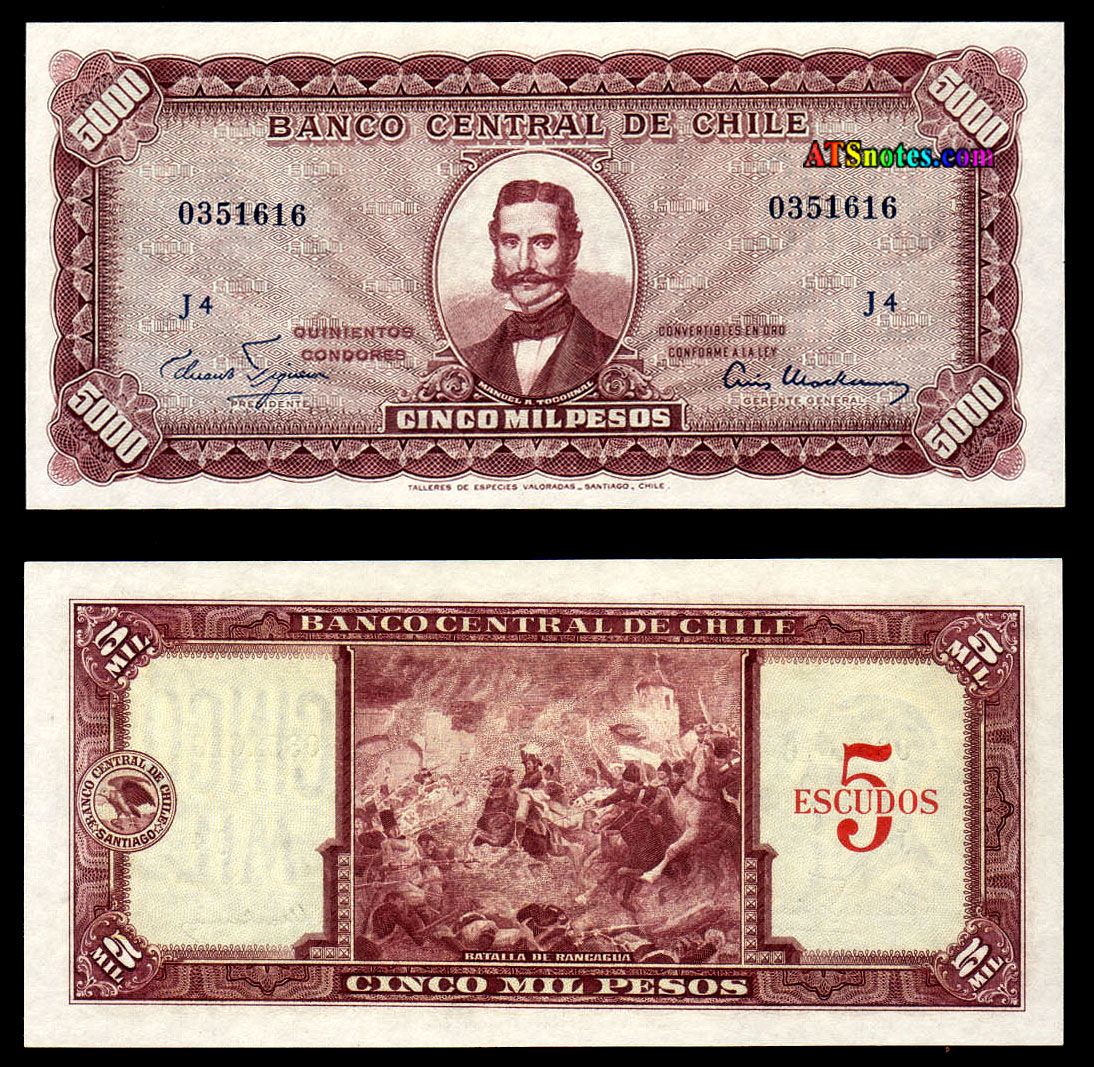 5000
5000
BANCO CENTRAL DE CHILE
ATSnotes.com
0351616
0351616
J 4
J 4
QUINIENTOS
CONDORES
CONVERTIBLES EN ORO
CONFORME A LA LEY
PRESIDENTE
MANUEL A. TOCORNAL
GERENTE GENERAL
5000
CINCO MIL PESOS
5000
TALLERES DE ESPECIES VALORADAS - SANTIAGO - CHILE.
BANCO CENTRAL DE CHILE
5 MIL
5 MIL
BANCO CENTRAL DE CHILE
SANTIAGO
5
ESCUDOS
BATALLA DE RANCAGUA
5 MIL
CINCO MIL PESOS
5 MIL